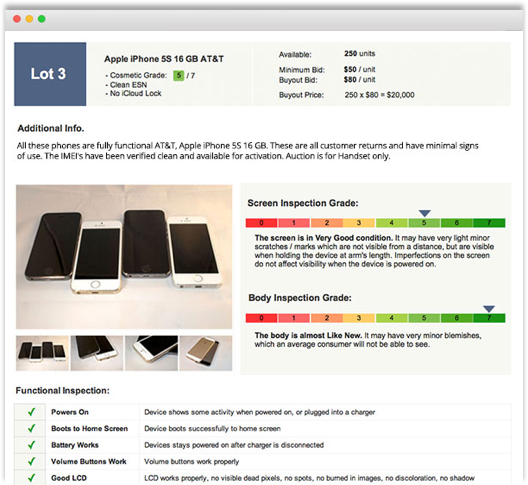 Lot 3
Apple iPhone 5S 16 GB AT&T
- Cosmetic Grade: 5 / 7
- Clean ESN
- No iCloud Lock
Available: 250 units
Minimum Bid: $50 / unit
Buyout Bid: $80 / unit
Buyout Price: 250 x $80 = $20,000
Additional Info.
All these phones are fully functional AT&T, Apple iPhone 5S 16 GB. These are all customer returns and have minimal signs
of use. The IMEI's have been verified clean and available for activation. Auction is for Handset only.
Screen Inspection Grade:
0 1 2 3 4 5 6 7
The screen is in Very Good condition. It may have very light minor
scratches / marks which are not visible from a distance, but are visible
when holding the device at arm's length. Imperfections on the screen
do not affect visibility when the device is powered on.
Body Inspection Grade:
0 1 2 3 4 5 6 7
The body is almost Like New. It may have very minor blemishes,
which an average consumer will not be able to see.
Functional Inspection:
Powers On Device shows some activity when powered on, or plugged into a charger
Boots to Home Screen Device boots successfully to home screen
Battery Works Devices stays powered on after charger is disconnected
Volume Buttons Work Volume buttons work properly
Good LCD LCD works properly, no visible dead pixels, no spots, no burned in images, no discoloration, no shadow